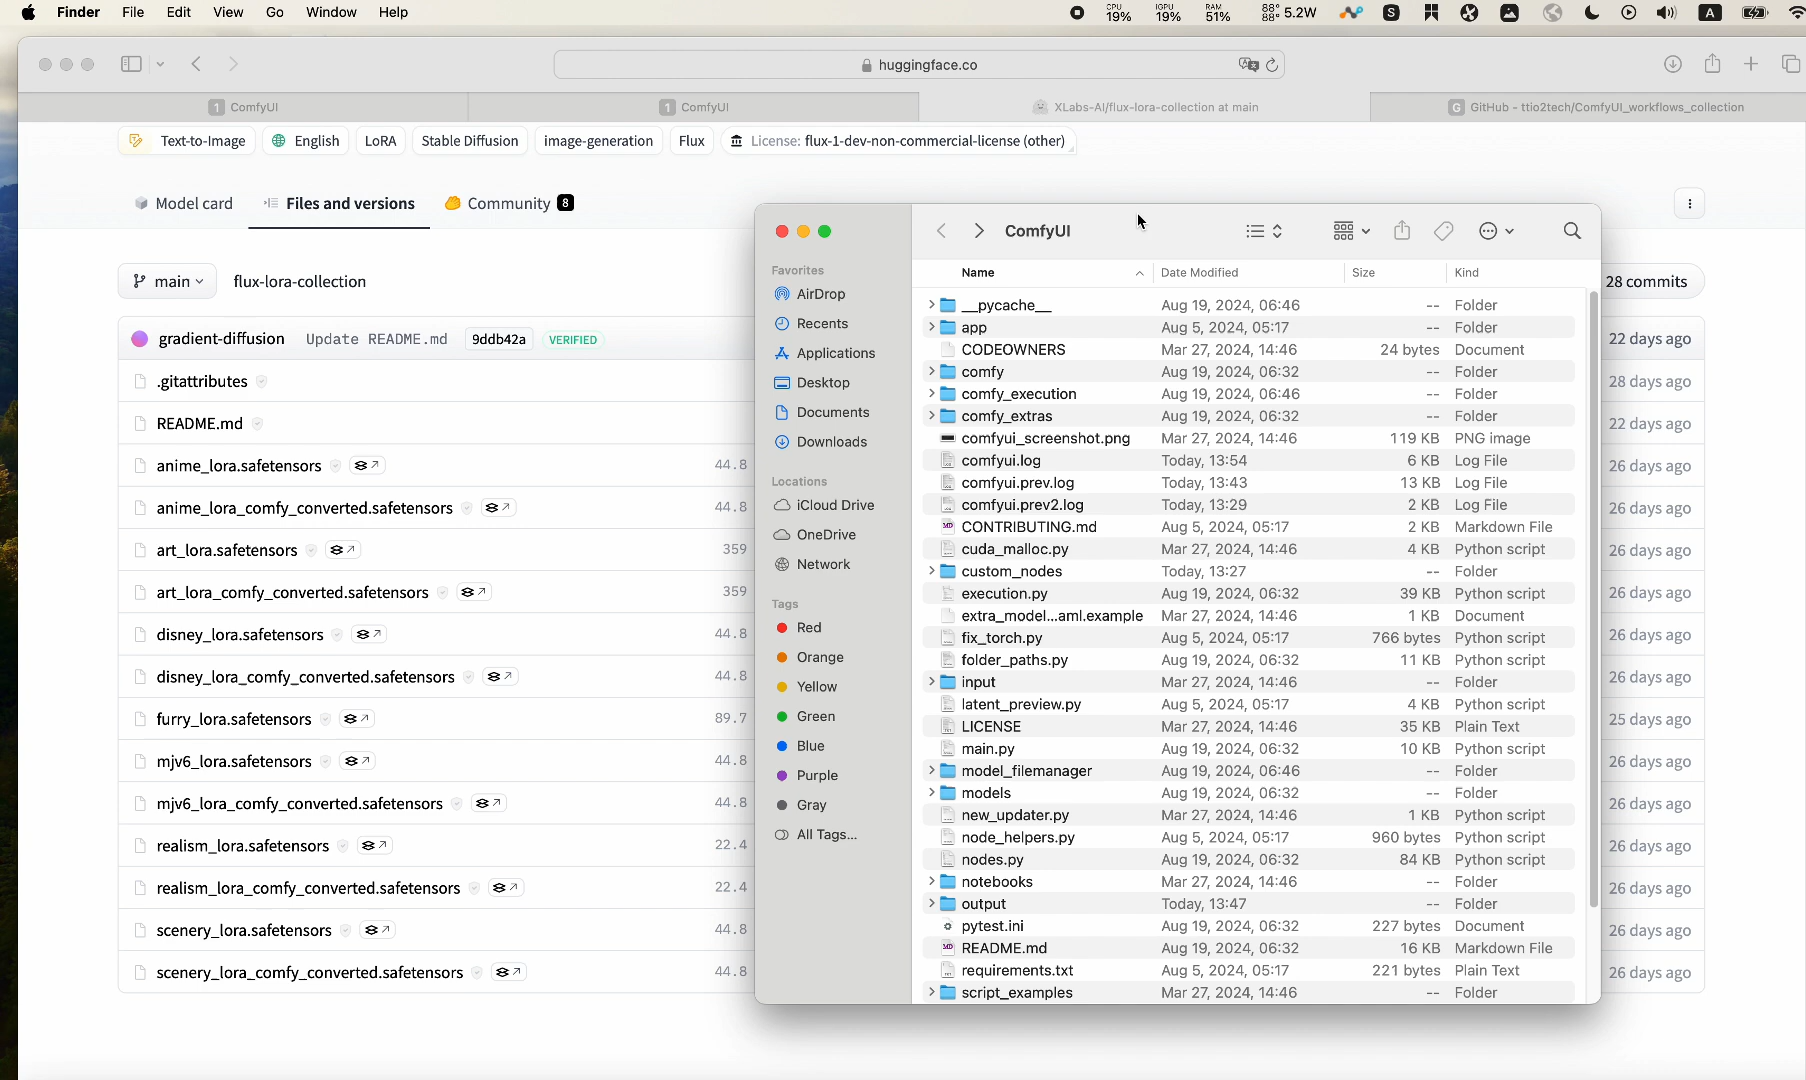 Finder File Edit View Go Window Help
CPU 19% IGPU 19% RAM 51% 88° 88° 5.2W S A
huggingface.co
1 ComfyUI 1 ComfyUI XLabs-AI/flux-lora-collection at main G GitHub - ttio2tech/ComfyUI_workflows_collection
Text-to-Image English LoRA Stable Diffusion image-generation Flux License: flux-1-dev-non-commercial-license (other)
Model card Files and versions Community 8
main flux-lora-collection
28 commits
gradient-diffusion Update README.md 9ddb42a VERIFIED 22 days ago
.gitattributes 28 days ago
README.md 22 days ago
anime_lora.safetensors 44.8 26 days ago
anime_lora_comfy_converted.safetensors 44.8 26 days ago
art_lora.safetensors 359 26 days ago
art_lora_comfy_converted.safetensors 359 26 days ago
disney_lora.safetensors 44.8 26 days ago
disney_lora_comfy_converted.safetensors 44.8 26 days ago
furry_lora.safetensors 89.7 25 days ago
mjv6_lora.safetensors 44.8 26 days ago
mjv6_lora_comfy_converted.safetensors 44.8 26 days ago
realism_lora.safetensors 22.4 26 days ago
realism_lora_comfy_converted.safetensors 22.4 26 days ago
scenery_lora.safetensors 44.8 26 days ago
scenery_lora_comfy_converted.safetensors 44.8 26 days ago
ComfyUI
Favorites
AirDrop
Recents
Applications
Desktop
Documents
Downloads
Locations
iCloud Drive
OneDrive
Network
Tags
Red
Orange
Yellow
Green
Blue
Purple
Gray
All Tags...
Name Date Modified Size Kind
__pycache__ Aug 19, 2024, 06:46 -- Folder
app Aug 5, 2024, 05:17 -- Folder
CODEOWNERS Mar 27, 2024, 14:46 24 bytes Document
comfy Aug 19, 2024, 06:32 -- Folder
comfy_execution Aug 19, 2024, 06:46 -- Folder
comfy_extras Aug 19, 2024, 06:32 -- Folder
comfyui_screenshot.png Mar 27, 2024, 14:46 119 KB PNG image
comfyui.log Today, 13:54 6 KB Log File
comfyui.prev.log Today, 13:43 13 KB Log File
comfyui.prev2.log Today, 13:29 2 KB Log File
CONTRIBUTING.md Aug 5, 2024, 05:17 2 KB Markdown File
cuda_malloc.py Mar 27, 2024, 14:46 4 KB Python script
custom_nodes Today, 13:27 -- Folder
execution.py Aug 19, 2024, 06:32 39 KB Python script
extra_model...aml.example Mar 27, 2024, 14:46 1 KB Document
fix_torch.py Aug 5, 2024, 05:17 766 bytes Python script
folder_paths.py Aug 19, 2024, 06:32 11 KB Python script
input Mar 27, 2024, 14:46 -- Folder
latent_preview.py Aug 5, 2024, 05:17 4 KB Python script
LICENSE Mar 27, 2024, 14:46 35 KB Plain Text
main.py Aug 19, 2024, 06:32 10 KB Python script
model_filemanager Aug 19, 2024, 06:46 -- Folder
models Aug 19, 2024, 06:32 -- Folder
new_updater.py Mar 27, 2024, 14:46 1 KB Python script
node_helpers.py Aug 5, 2024, 05:17 960 bytes Python script
nodes.py Aug 19, 2024, 06:32 84 KB Python script
notebooks Mar 27, 2024, 14:46 -- Folder
output Today, 13:47 -- Folder
pytest.ini Aug 19, 2024, 06:32 227 bytes Document
README.md Aug 19, 2024, 06:32 16 KB Markdown File
requirements.txt Aug 5, 2024, 05:17 221 bytes Plain Text
script_examples Mar 27, 2024, 14:46 -- Folder